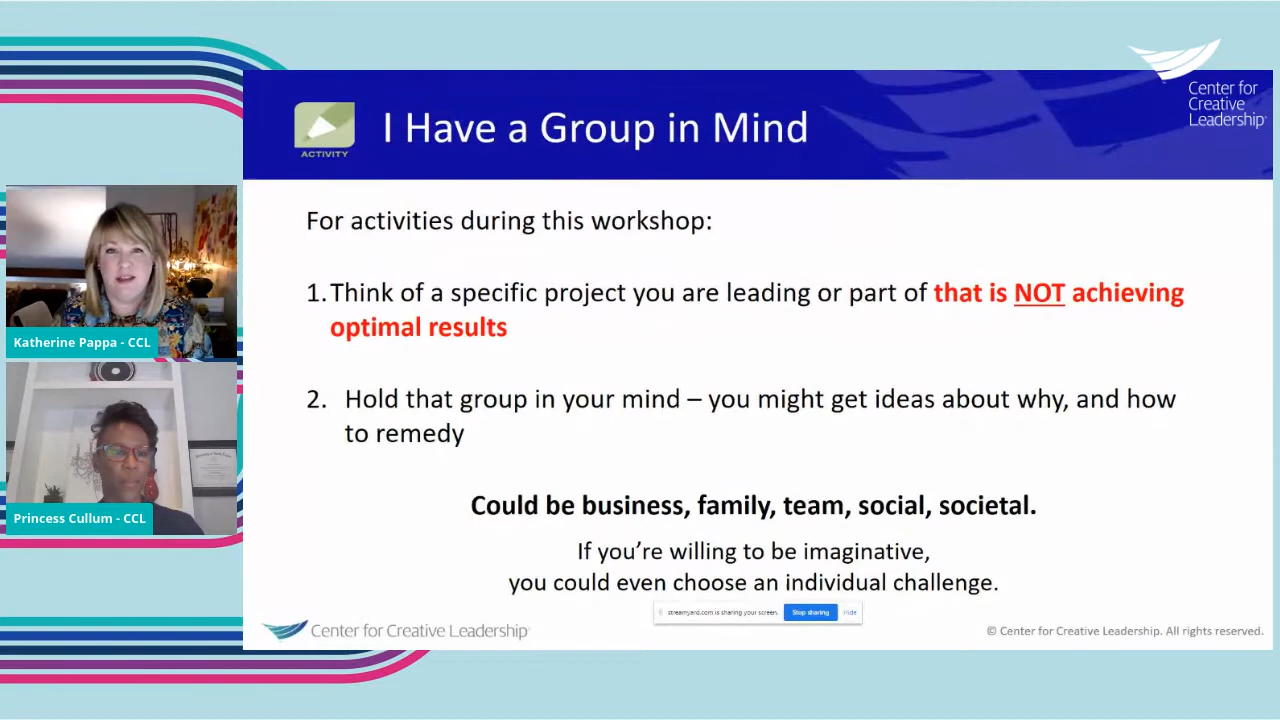 Center for
Creative
Leadership
ACTIVITY
I Have a Group in Mind
For activities during this workshop:
1. Think of a specific project you are leading or part of that is NOT achieving
optimal results
2. Hold that group in your mind – you might get ideas about why, and how
to remedy
Could be business, family, team, social, societal.
If you're willing to be imaginative,
you could even choose an individual challenge.
streamyard.com is sharing your screen. Stop sharing Hide
Center for Creative Leadership
© Center for Creative Leadership. All rights reserved.
Katherine Pappa - CCL
Princess Cullum - CCL